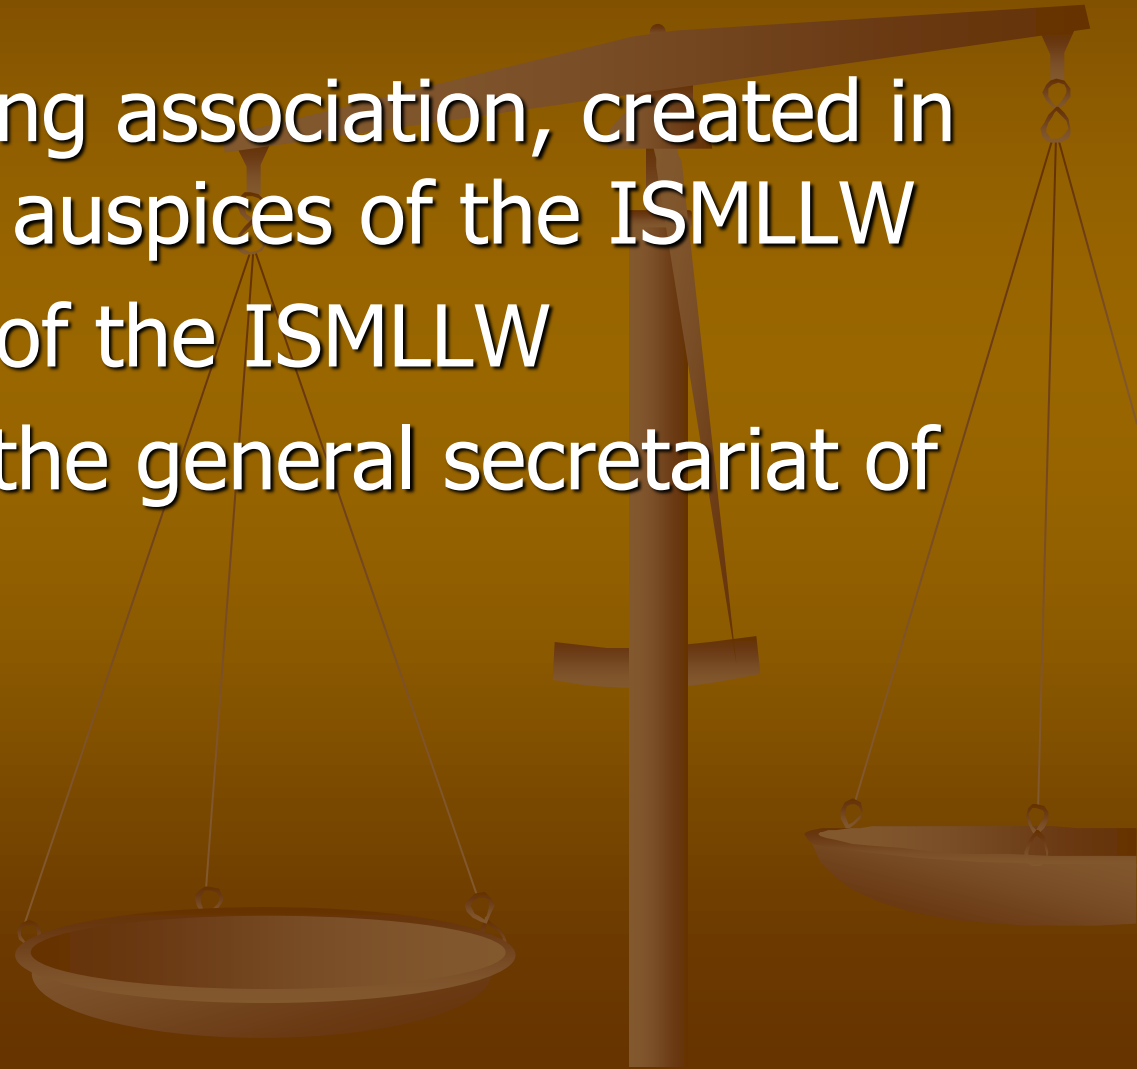 ng association, created in
auspices of the ISMLLW
of the ISMLLW
the general secretariat of